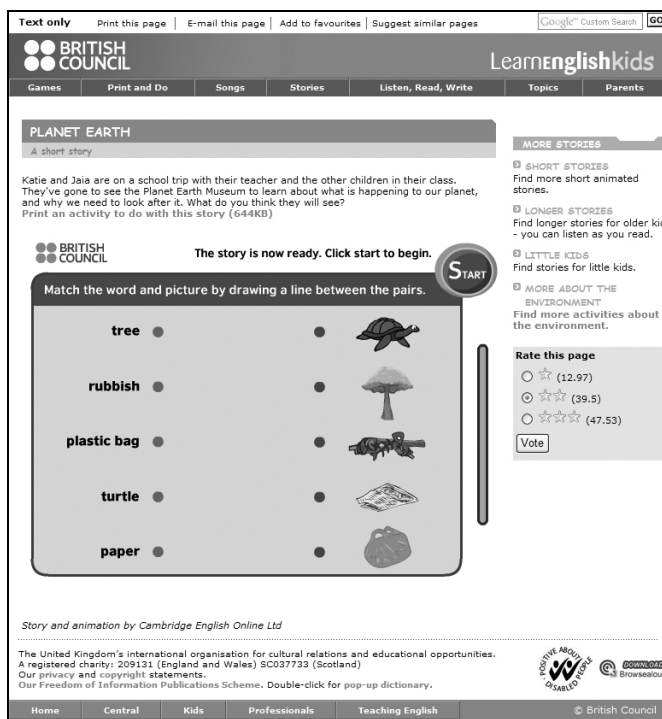 Text only Print this page E-mail this page Add to favourites Suggest similar pages Google™ Custom Search GO
BRITISH
COUNCIL
LearnEnglishkids
Games Print and Do Songs Stories Listen, Read, Write Topics Parents
PLANET EARTH
A short story
Katie and Jaia are on a school trip with their teacher and the other children in their class.
They've gone to see the Planet Earth Museum to learn about what is happening to our planet,
and why we need to look after it. What do you think they will see?
Print an activity to do with this story (644KB)
BRITISH
COUNCIL
The story is now ready. Click start to begin.
START
Match the word and picture by drawing a line between the pairs.
tree
rubbish
plastic bag
turtle
paper
Story and animation by Cambridge English Online Ltd
MORE STORIES
SHORT STORIES
Find more short animated
stories.
LONGER STORIES
Find longer stories for older
- you can listen as you read.
LITTLE KIDS
Find stories for little kids.
MORE ABOUT THE
ENVIRONMENT
Find more activities about
the environment.
Rate this page
(12.97)
(39.5)
(47.53)
Vote
The United Kingdom's international organisation for cultural relations and educational opportunities.
A registered charity: 209131 (England and Wales) SC037733 (Scotland)
Our privacy and copyright statements.
Our Freedom of Information Publications Scheme. Double-click for pop-up dictionary.
POSITIVE ABOUT
DISABLED PEOPLE
DOWNLOAD
Home Central Kids Professionals Teaching English © British Council